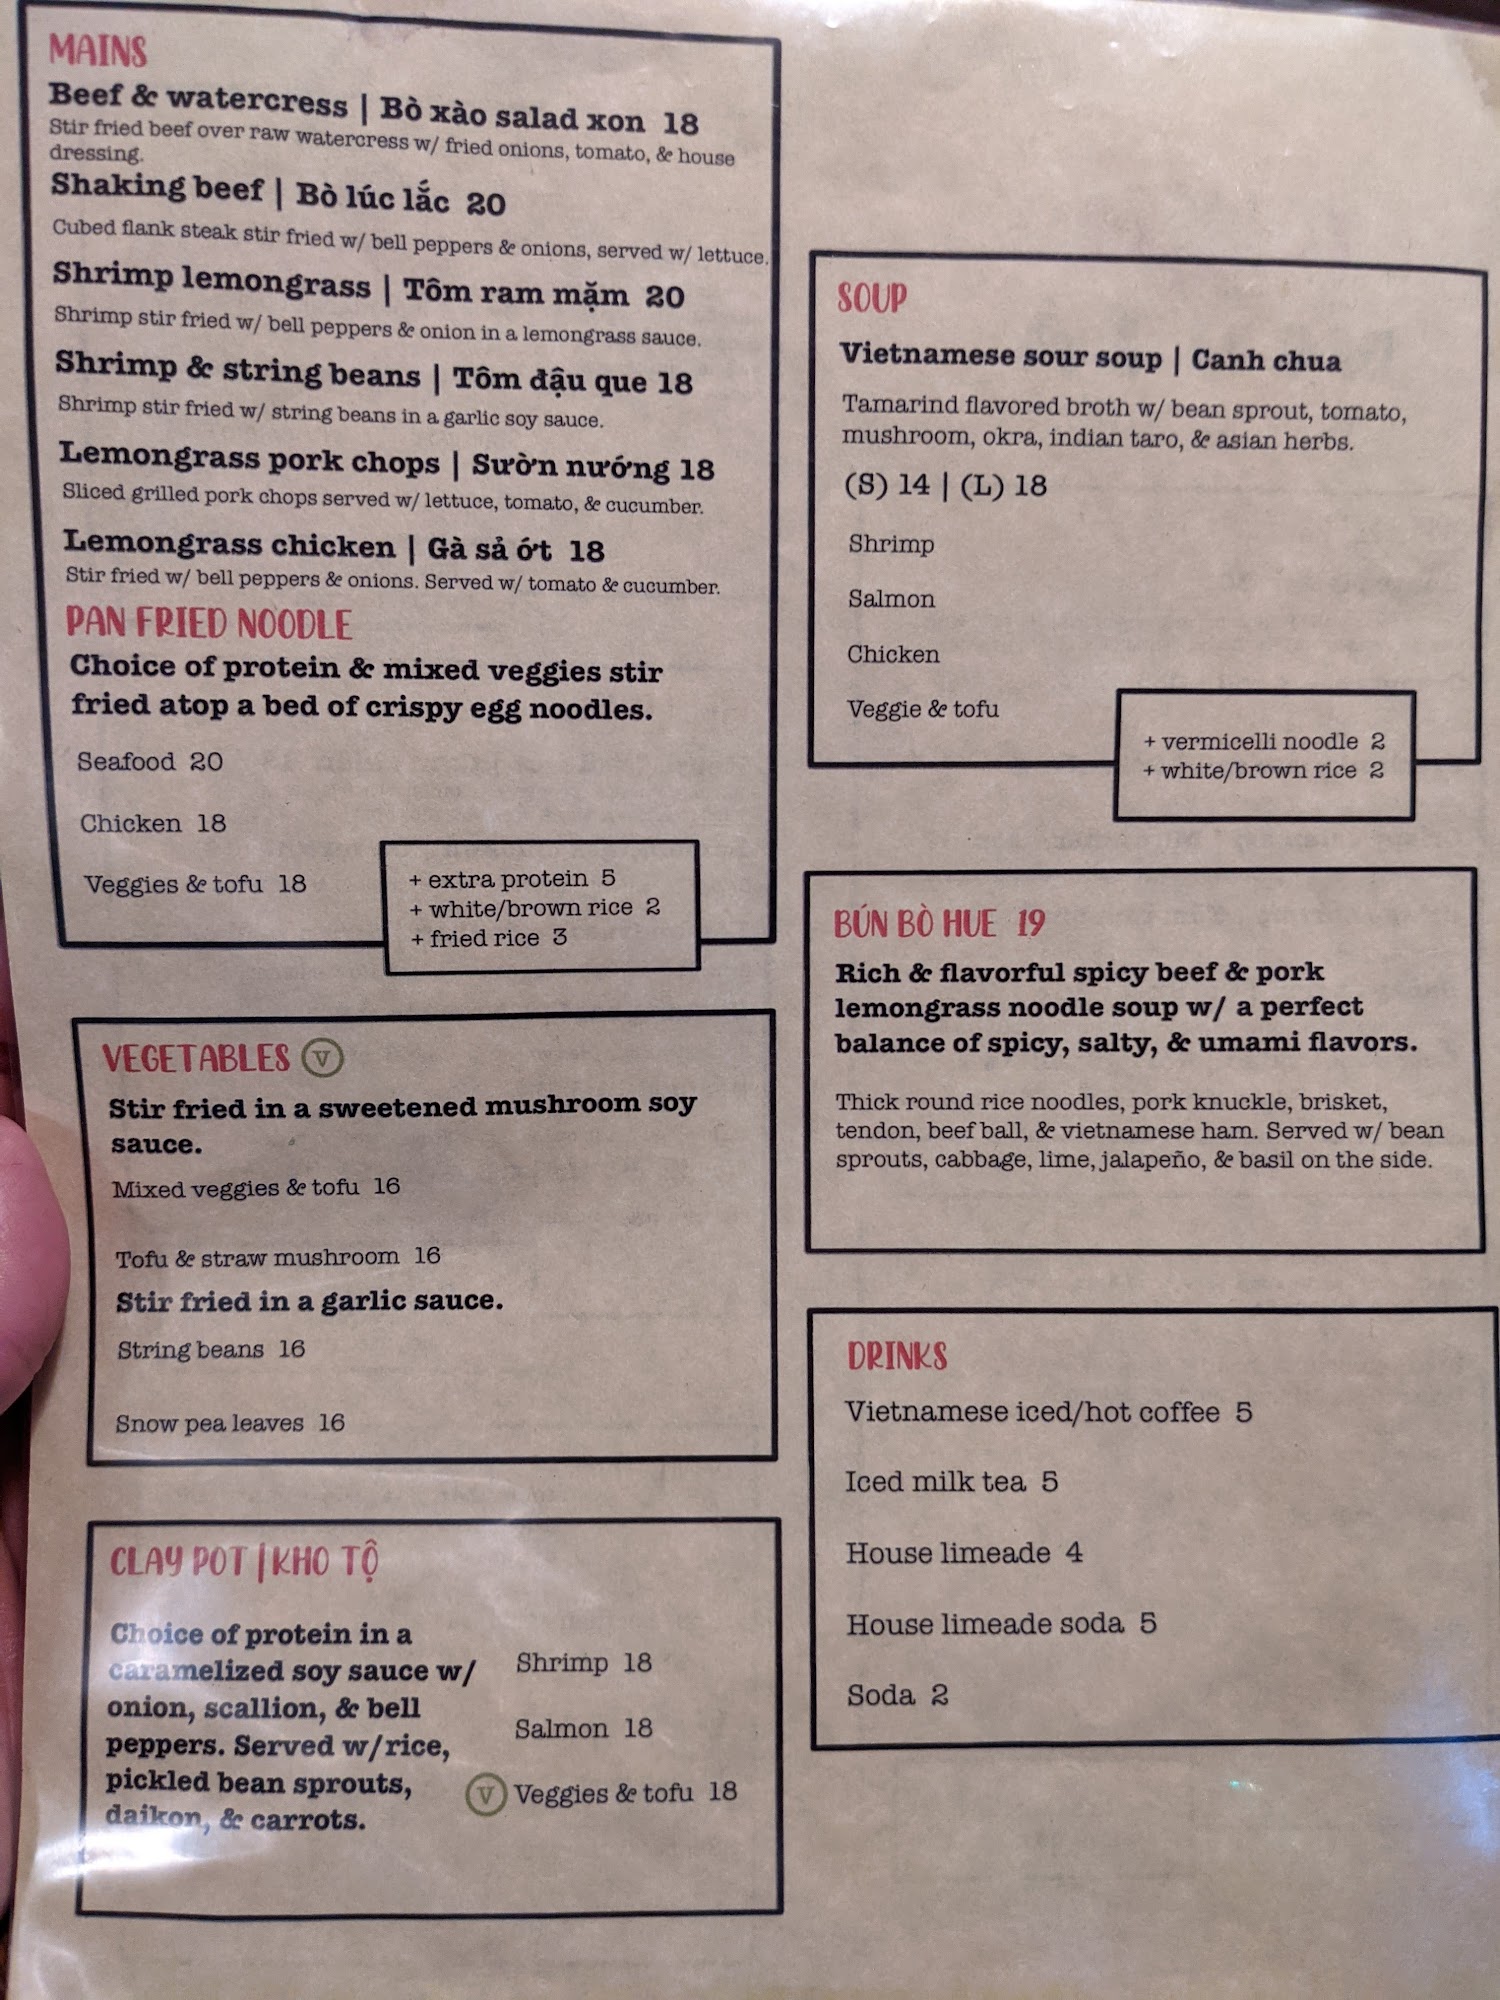 MAINS
Beef & watercress | Bò xào salad xon 18
Stir fried beef over raw watercress w/ fried onions, tomato, & house
dressing.
Shaking beef | Bò lúc lắc 20
Cubed flank steak stir fried w/ bell peppers & onions, served w/ lettuce.
Shrimp lemongrass | Tôm ram mặm 20
Shrimp stir fried w/ bell peppers & onion in a lemongrass sauce.
Shrimp & string beans | Tôm đậu que 18
Shrimp stir fried w/ string beans in a garlic soy sauce.
Lemongrass pork chops | Sườn nướng 18
Sliced grilled pork chops served w/ lettuce, tomato, & cucumber.
Lemongrass chicken | Gà sả ớt 18
Stir fried w/ bell peppers & onions. Served w/ tomato & cucumber.
PAN FRIED NOODLE
Choice of protein & mixed veggies stir
fried atop a bed of crispy egg noodles.
Seafood 20
Chicken 18
Veggies & tofu 18
+ extra protein 5
+ white/brown rice 2
+ fried rice 3
VEGETABLES V
Stir fried in a sweetened mushroom soy
sauce.
Mixed veggies & tofu 16
Tofu & straw mushroom 16
Stir fried in a garlic sauce.
String beans 16
Snow pea leaves 16
CLAY POT | KHO TỘ
Choice of protein in a
caramelized soy sauce w/
onion, scallion, & bell
peppers. Served w/rice,
pickled bean sprouts,
daikon, & carrots.
Shrimp 18
Salmon 18
V Veggies & tofu 18
SOUP
Vietnamese sour soup | Canh chua
Tamarind flavored broth w/ bean sprout, tomato,
mushroom, okra, indian taro, & asian herbs.
(S) 14 | (L) 18
Shrimp
Salmon
Chicken
Veggie & tofu
+ vermicelli noodle 2
+ white/brown rice 2
BÚN BÒ HUE 19
Rich & flavorful spicy beef & pork
lemongrass noodle soup w/ a perfect
balance of spicy, salty, & umami flavors.
Thick round rice noodles, pork knuckle, brisket,
tendon, beef ball, & vietnamese ham. Served w/ bean
sprouts, cabbage, lime, jalapeño, & basil on the side.
DRINKS
Vietnamese iced/hot coffee 5
Iced milk tea 5
House limeade 4
House limeade soda 5
Soda 2